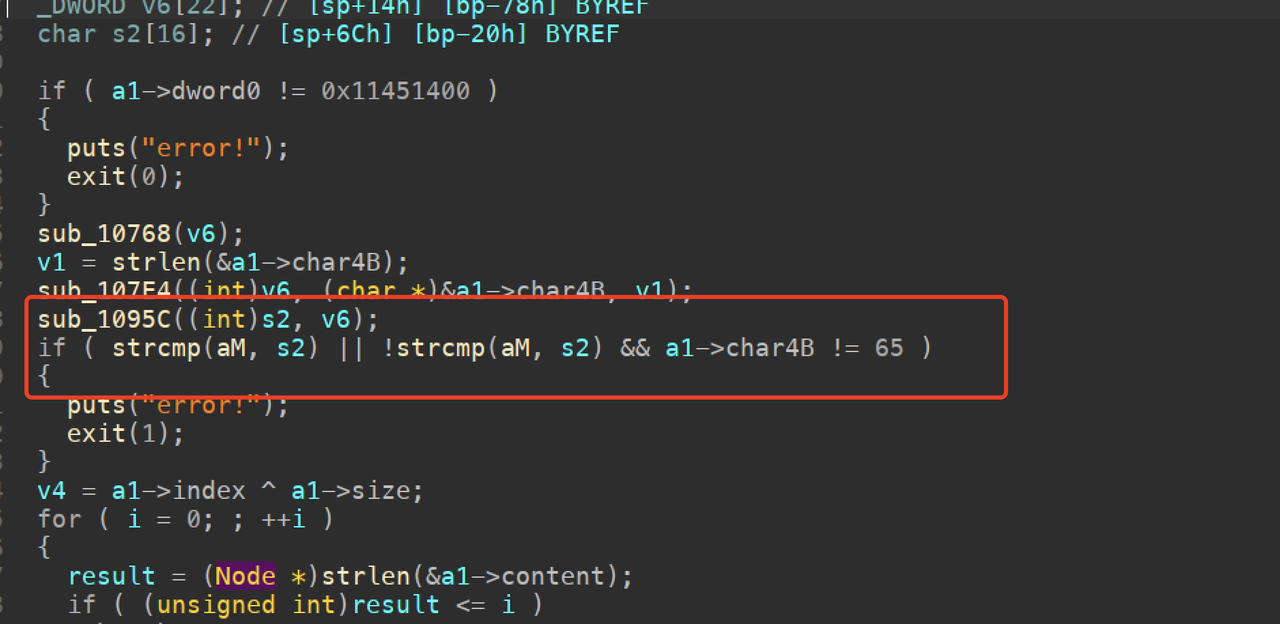 _DWORD v6[22]; // [sp+14h] [bp-78h] BYREF
char s2[16]; // [sp+6Ch] [bp-20h] BYREF
if ( a1->dword0 != 0x11451400 )
{
puts("error!");
exit(0);
}
sub_10768(v6);
v1 = strlen(&a1->char4B);
sub_107E4((int)v6, (char *)&a1->char4B, v1);
sub_1095C((int)s2, v6);
if ( strcmp(aM, s2) || !strcmp(aM, s2) && a1->char4B != 65 )
{
puts("error!");
exit(1);
}
v4 = a1->index ^ a1->size;
for ( i = 0; ; ++i )
{
result = (Node *)strlen(&a1->content);
if ( (unsigned int)result <= i )